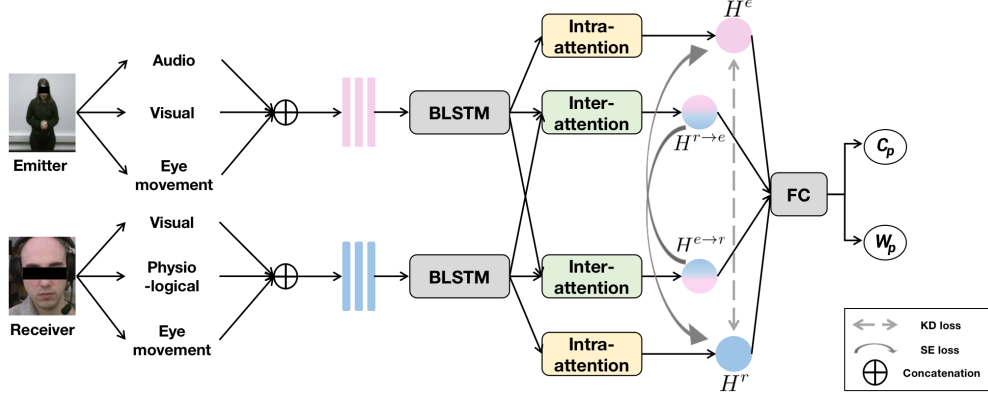 Emitter
Audio
Visual
Eye
movement
BLSTM
Intra-
attention
Inter-
attention
H^e
H^{r→e}
Receiver
Visual
Physio
-logical
Eye
movement
BLSTM
Inter-
attention
Intra-
attention
H^{e→r}
H^r
FC
C_p
W_p
KD loss
SE loss
Concatenation